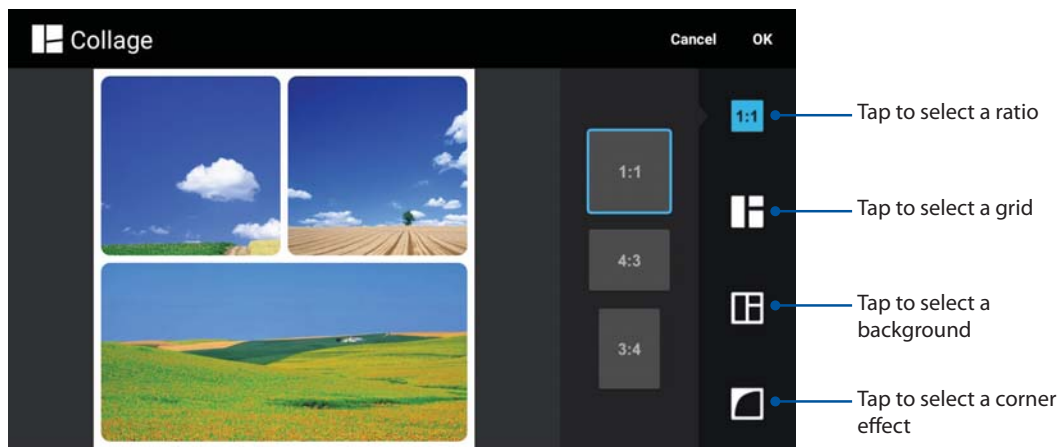 Collage
Cancel OK
1:1
1:1
4:3
3:4
Tap to select a ratio
Tap to select a grid
Tap to select a
background
Tap to select a corner
effect